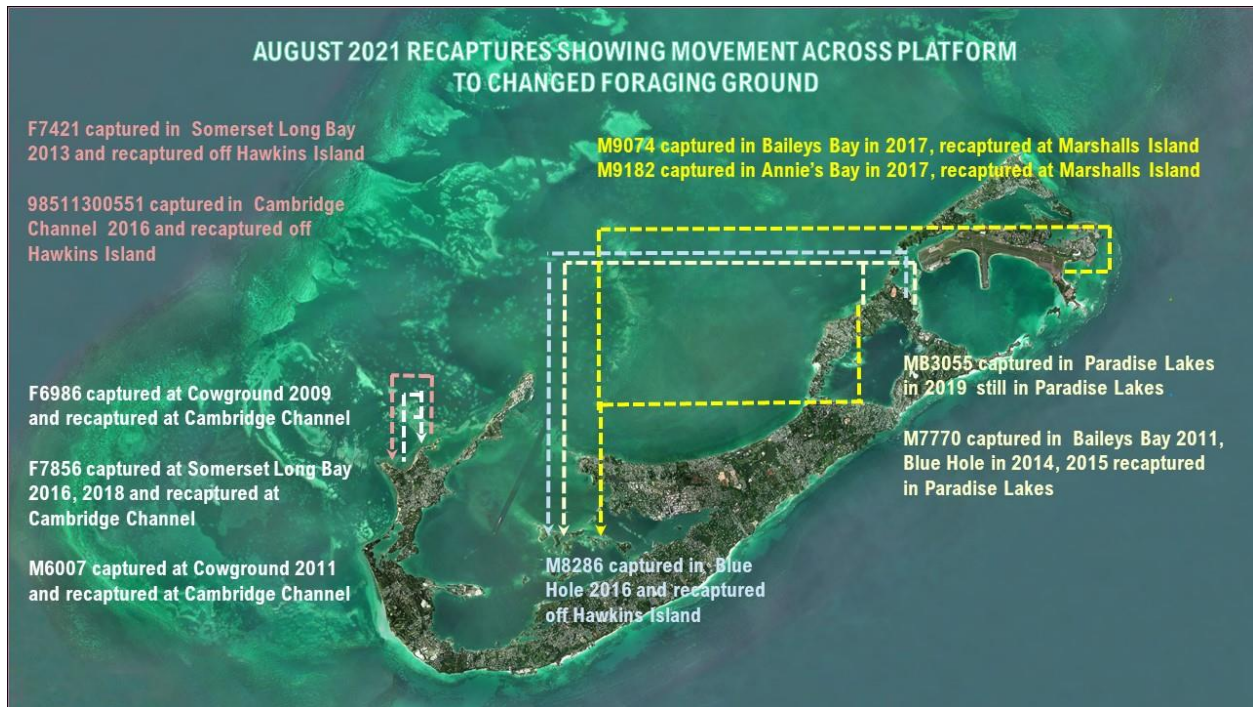 AUGUST 2021 RECAPTURES SHOWING MOVEMENT ACROSS PLATFORM
TO CHANGED FORAGING GROUND
F7421 captured in Somerset Long Bay
2013 and recaptured off Hawkins Island
98511300551 captured in Cambridge
Channel 2016 and recaptured off
Hawkins Island
M9074 captured in Baileys Bay in 2017, recaptured at Marshalls Island
M9182 captured in Annie's Bay in 2017, recaptured at Marshalls Island
F6986 captured at Cowground 2009
and recaptured at Cambridge Channel
F7856 captured at Somerset Long Bay
2016, 2018 and recaptured at
Cambridge Channel
M6007 captured at Cowground 2011
and recaptured at Cambridge Channel
M8286 captured in Blue
Hole 2016 and recaptured
off Hawkins Island
MB3055 captured in Paradise Lakes
in 2019 still in Paradise Lakes
M7770 captured in Baileys Bay 2011,
Blue Hole in 2014, 2015 recaptured
in Paradise Lakes